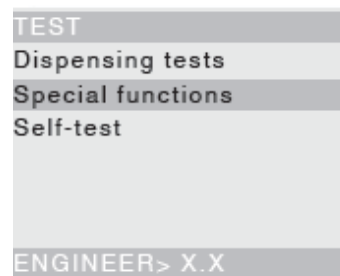 TEST
Dispensing tests
Special functions
Self-test
ENGINEER> X.X